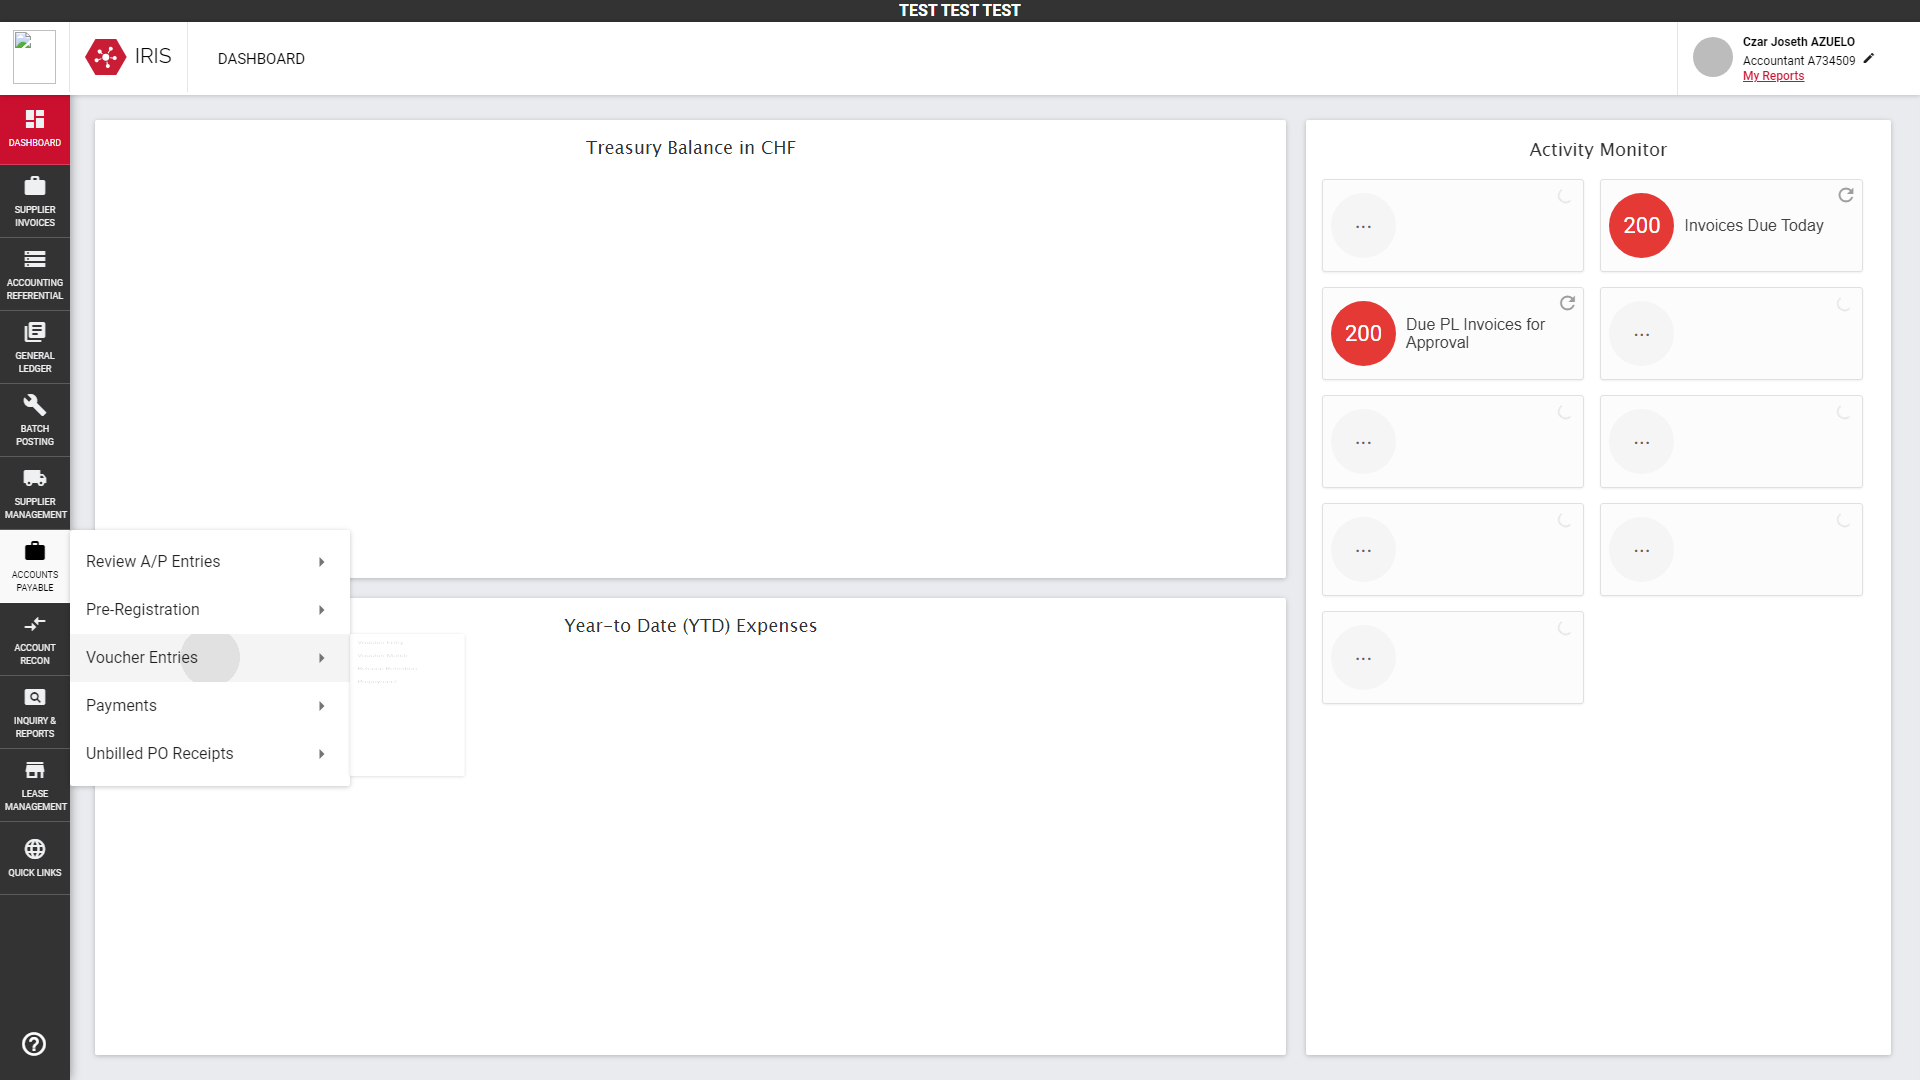 TEST TEST TEST
IRIS
DASHBOARD
Czar Joseth AZUELO
Accountant A734509
My Reports
DASHBOARD
SUPPLIER
INVOICES
ACCOUNTING
REFERENTIAL
GENERAL
LEDGER
BATCH
POSTING
SUPPLIER
MANAGEMENT
ACCOUNTS
PAYABLE
ACCOUNT
RECON
INQUIRY &
REPORTS
LEASE
MANAGEMENT
QUICK LINKS
Review A/P Entries
Pre-Registration
Voucher Entries
Payments
Unbilled PO Receipts
Treasury Balance in CHF
Year-to Date (YTD) Expenses
Activity Monitor
...
200 Invoices Due Today
200 Due PL Invoices for
Approval
...
...
...
...
...
...